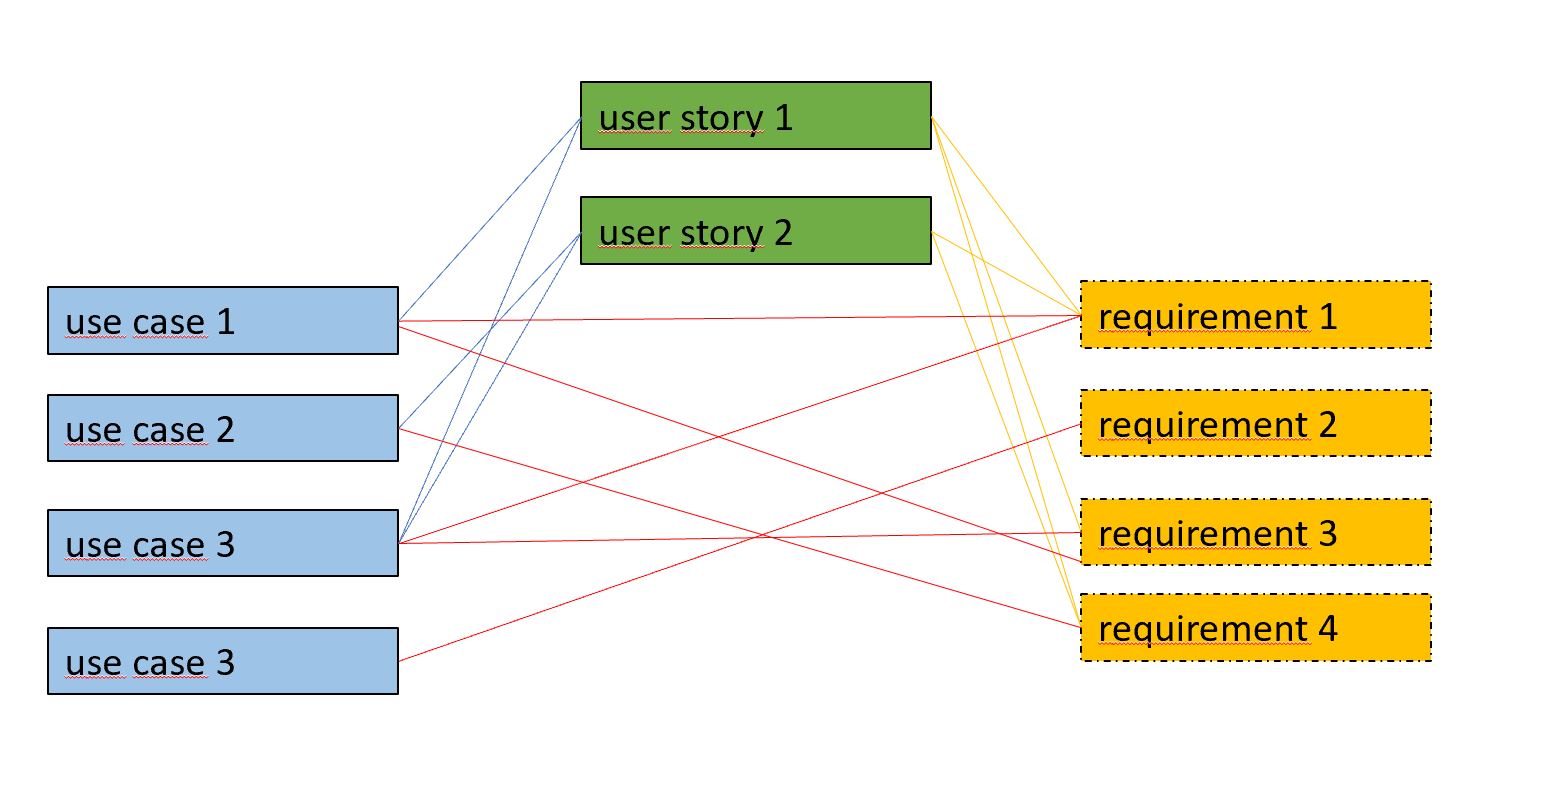 user story 1
user story 2
use case 1
use case 2
use case 3
use case 3
requirement 1
requirement 2
requirement 3
requirement 4